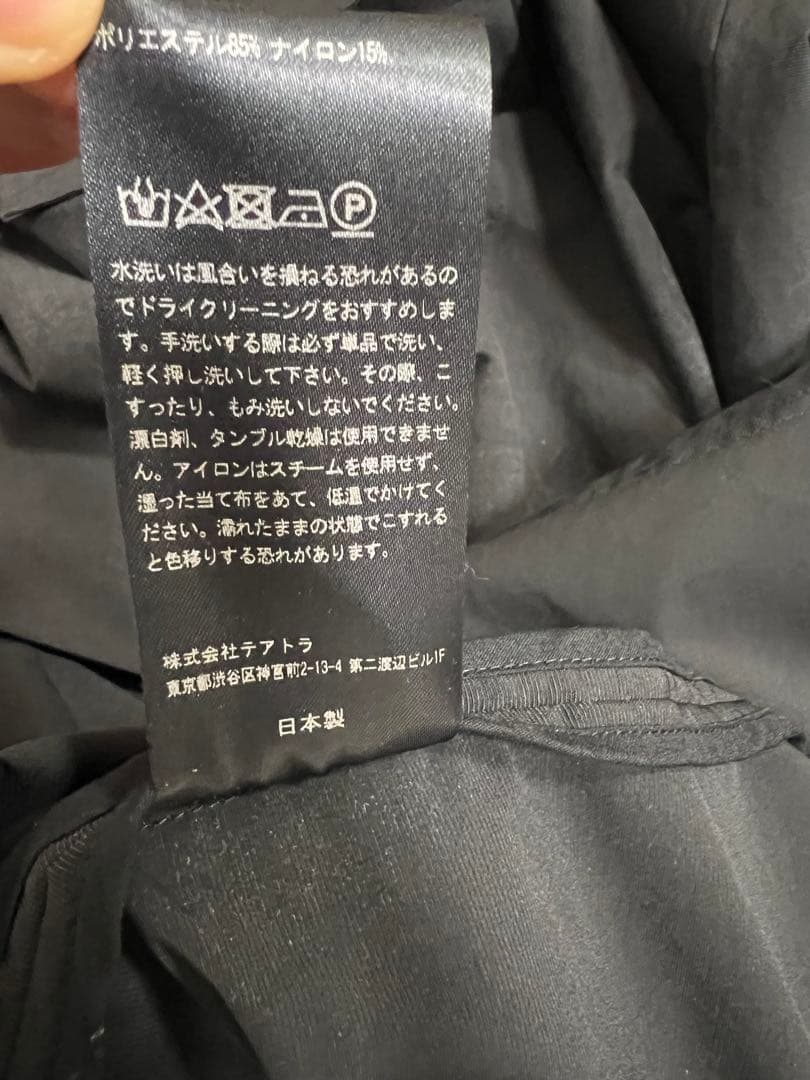 ポリエステル85% ナイロン15%
P
水洗いは風合いを損ねる恐れがあるの
でドライクリーニングをおすすめしま
す。手洗いする際は必ず単品で洗い、
軽く押し洗いして下さい。その際、こ
すったり、もみ洗いしないでください。
漂白剤、タンブル乾燥は使用できませ
ん。アイロンはスチームを使用せず、
湿った当て布をあて、低温でかけてく
ださい。濡れたままの状態でこすれる
と色移りする恐れがあります。
株式会社テアトラ
東京都渋谷区神宮前2-13-4 第二渡辺ビル1F
日本製